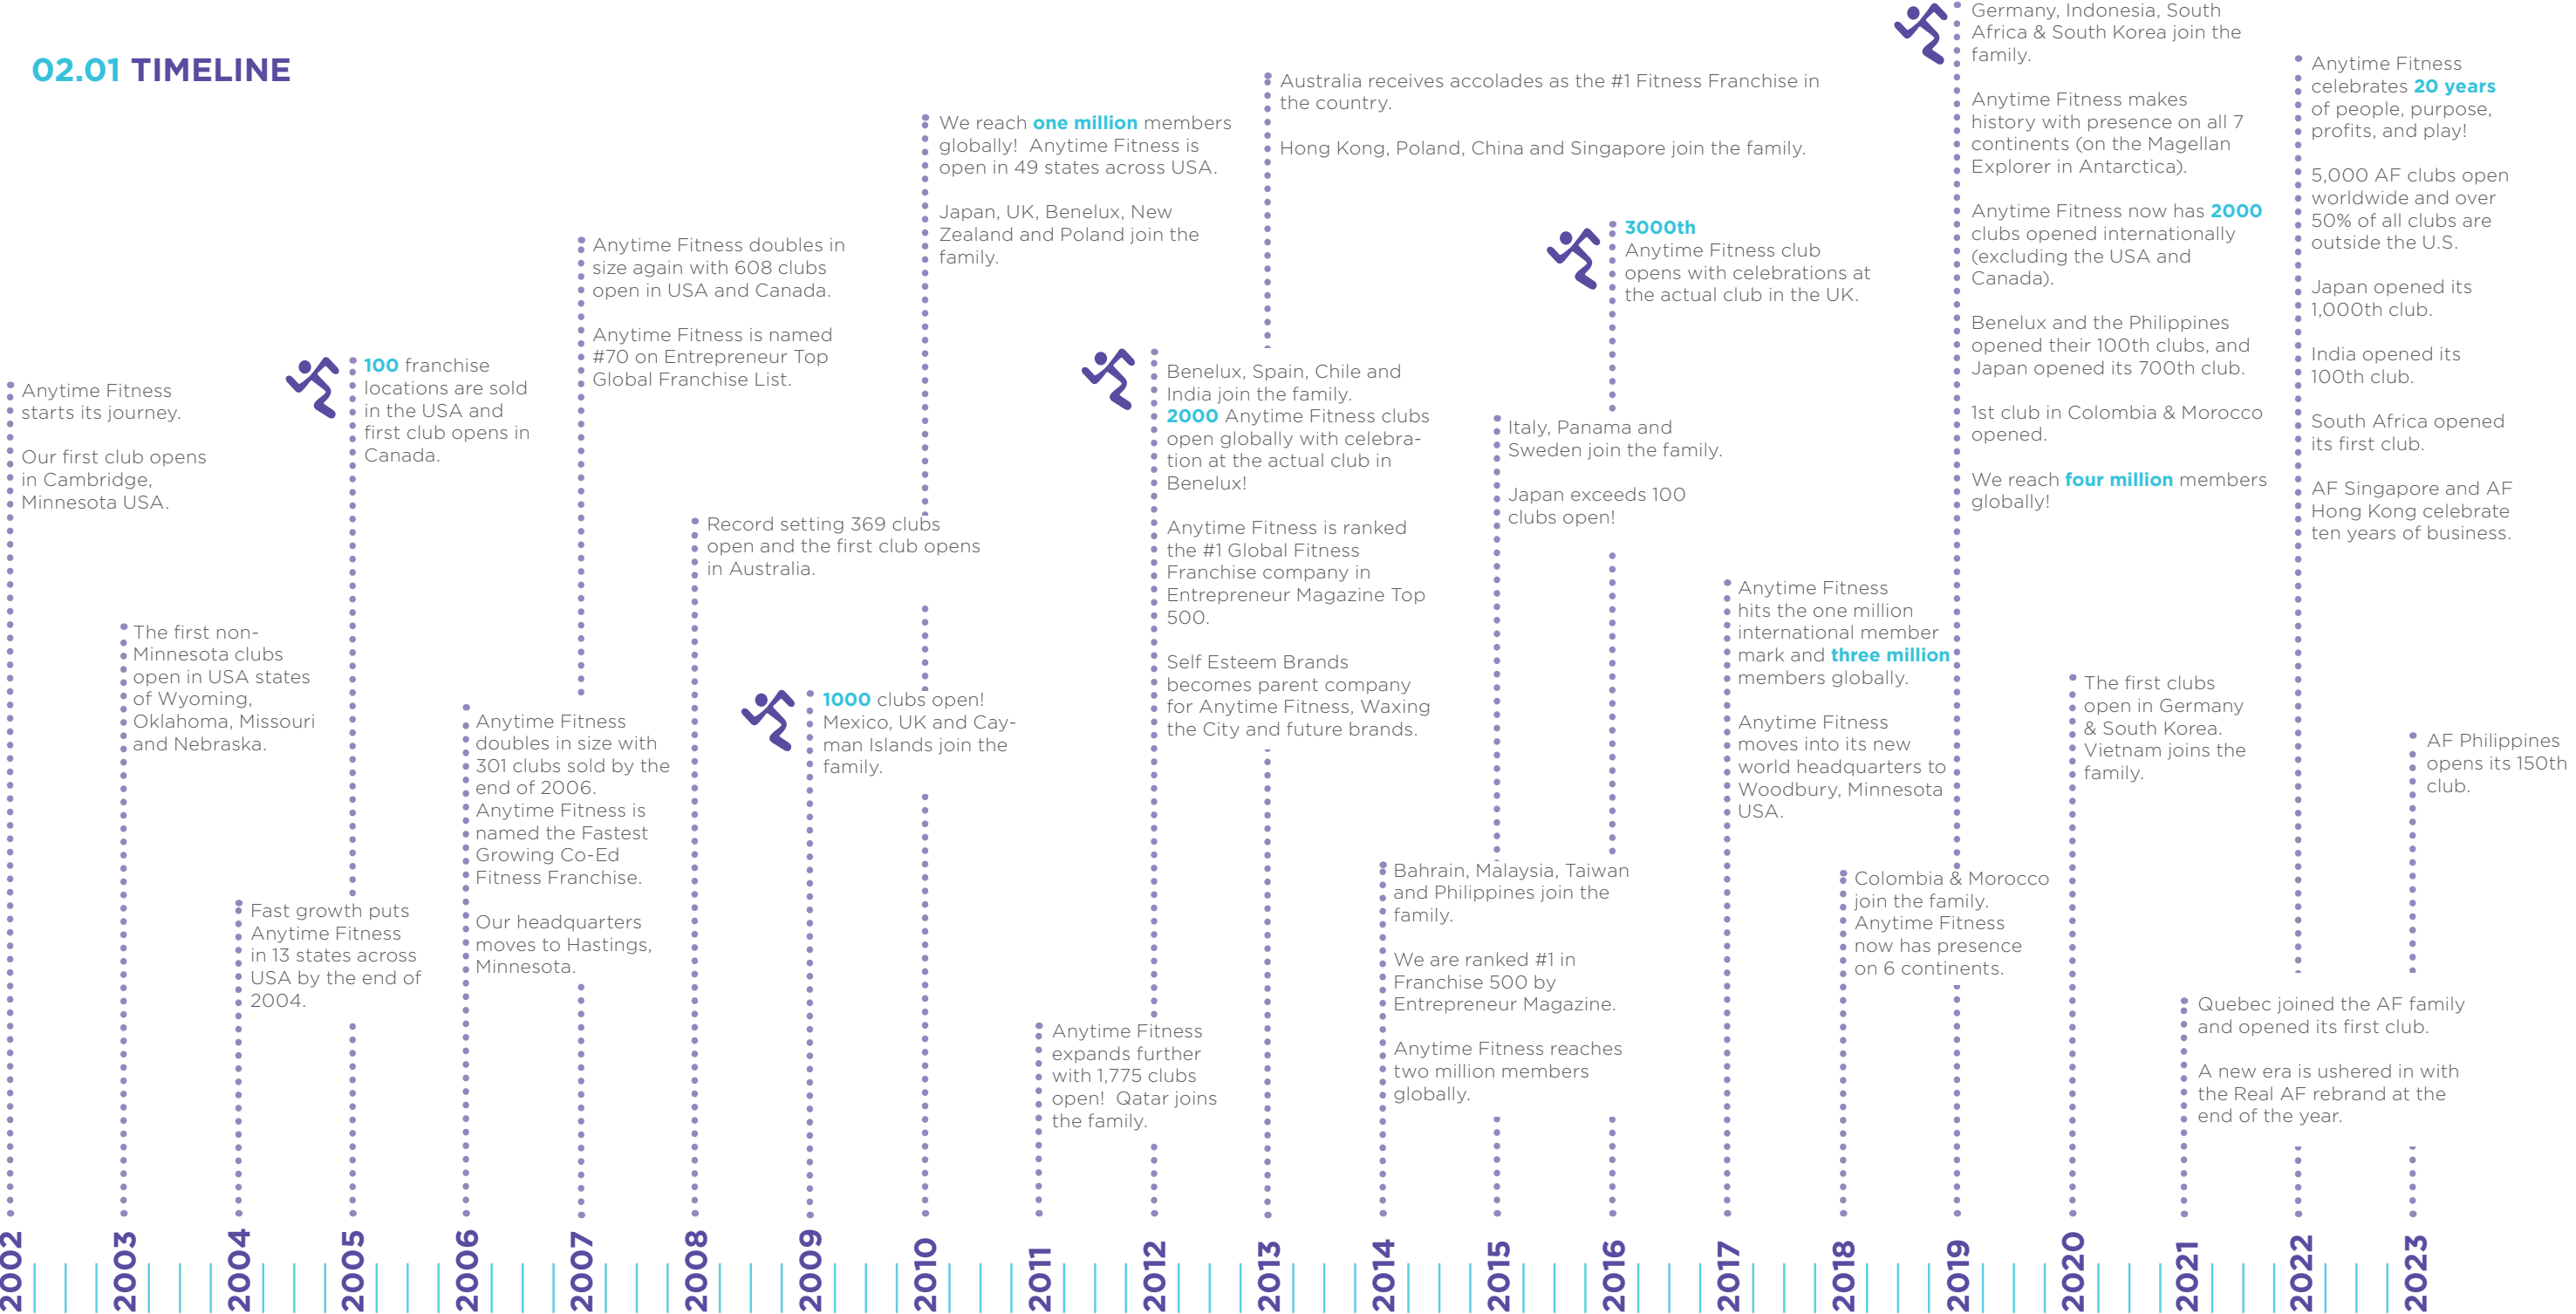 02.01 TIMELINE
Anytime Fitness
starts its journey.
Our first club opens
in Cambridge,
Minnesota USA.
The first non-
Minnesota clubs
open in USA states
of Wyoming,
Oklahoma, Missouri
and Nebraska.
Fast growth puts
Anytime Fitness
in 13 states across
USA by the end of
2004.
100 franchise
locations are sold
in the USA and
first club opens in
Canada.
Anytime Fitness
doubles in size with
301 clubs sold by the
end of 2006.
Anytime Fitness is
named the Fastest
Growing Co-Ed
Fitness Franchise.
Our headquarters
moves to Hastings,
Minnesota.
Anytime Fitness doubles in
size again with 608 clubs
open in USA and Canada.
Anytime Fitness is named
#70 on Entrepreneur Top
Global Franchise List.
Record setting 369 clubs
open and the first club opens
in Australia.
1000 clubs open!
Mexico, UK and Cay-
man Islands join the
family.
We reach one million members
globally! Anytime Fitness is
open in 49 states across USA.
Japan, UK, Benelux, New
Zealand and Poland join the
family.
Anytime Fitness
expands further
with 1,775 clubs
open! Qatar joins
the family.
Benelux, Spain, Chile and
India join the family.
2000 Anytime Fitness clubs
open globally with celebra-
tion at the actual club in
Benelux!
Anytime Fitness is ranked
the #1 Global Fitness
Franchise company in
Entrepreneur Magazine Top
500.
Self Esteem Brands
becomes parent company
for Anytime Fitness, Waxing
the City and future brands.
Australia receives accolades as the #1 Fitness Franchise in
the country.
Hong Kong, Poland, China and Singapore join the family.
Bahrain, Malaysia, Taiwan
and Philippines join the
family.
We are ranked #1 in
Franchise 500 by
Entrepreneur Magazine.
Anytime Fitness reaches
two million members
globally.
Italy, Panama and
Sweden join the family.
Japan exceeds 100
clubs open!
3000th
Anytime Fitness club
opens with celebrations at
the actual club in the UK.
Anytime Fitness
hits the one million
international member
mark and three million
members globally.
Anytime Fitness
moves into its new
world headquarters to
Woodbury, Minnesota
USA.
Colombia & Morocco
join the family.
Anytime Fitness
now has presence
on 6 continents.
Germany, Indonesia, South
Africa & South Korea join the
family.
Anytime Fitness makes
history with presence on all 7
continents (on the Magellan
Explorer in Antarctica).
Anytime Fitness now has 2000
clubs opened internationally
(excluding the USA and
Canada).
Benelux and the Philippines
opened their 100th clubs, and
Japan opened its 700th club.
1st club in Colombia & Morocco
opened.
We reach four million members
globally!
The first clubs
open in Germany
& South Korea.
Vietnam joins the
family.
Quebec joined the AF family
and opened its first club.
A new era is ushered in with
the Real AF rebrand at the
end of the year.
Anytime Fitness
celebrates 20 years
of people, purpose,
profits, and play!
5,000 AF clubs open
worldwide and over
50% of all clubs are
outside the U.S.
Japan opened its
1,000th club.
India opened its
100th club.
South Africa opened
its first club.
AF Singapore and AF
Hong Kong celebrate
ten years of business.
AF Philippines
opens its 150th
club.
2002
2003
2004
2005
2006
2007
2008
2009
2010
2011
2012
2013
2014
2015
2016
2017
2018
2019
2020
2021
2022
2023